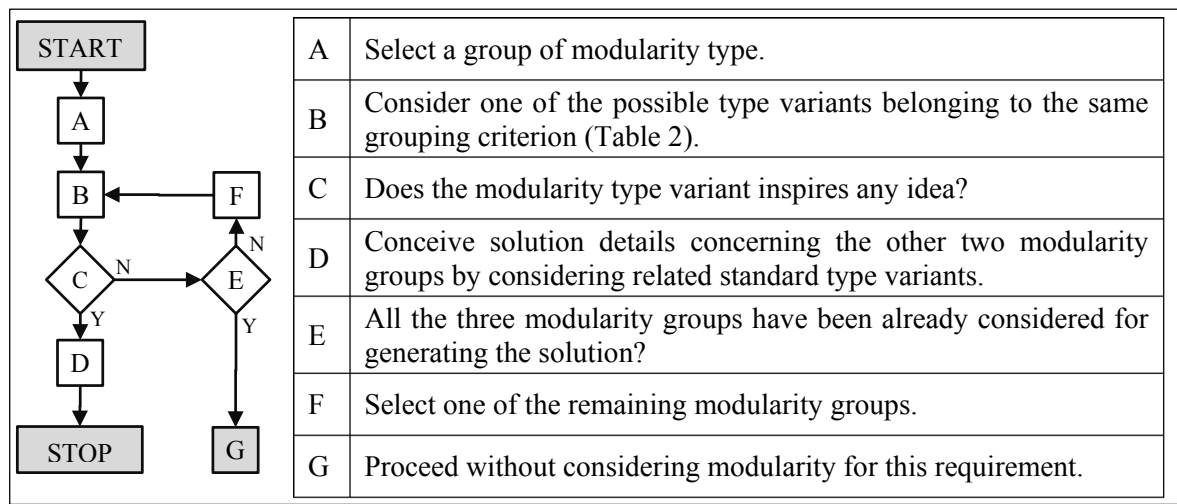 START
A
B
F
C
N
N
E
Y
Y
D
STOP
G
A Select a group of modularity type.
B Consider one of the possible type variants belonging to the same
grouping criterion (Table 2).
C Does the modularity type variant inspires any idea?
D Conceive solution details concerning the other two modularity
groups by considering related standard type variants.
E All the three modularity groups have been already considered for
generating the solution?
F Select one of the remaining modularity groups.
G Proceed without considering modularity for this requirement.